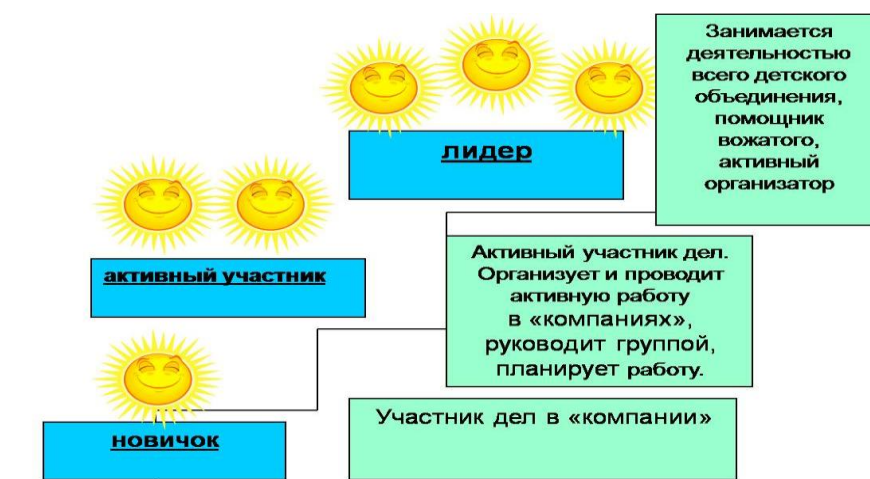 Занимается
деятельностью
всего детского
объединения,
помощник
вожатого,
активный
организатор
лидер
Активный участник дел.
Организует и проводит
активную работу
в «компаниях»,
руководит группой,
планирует работу.
активный участник
Участник дел в «компании»
новичок